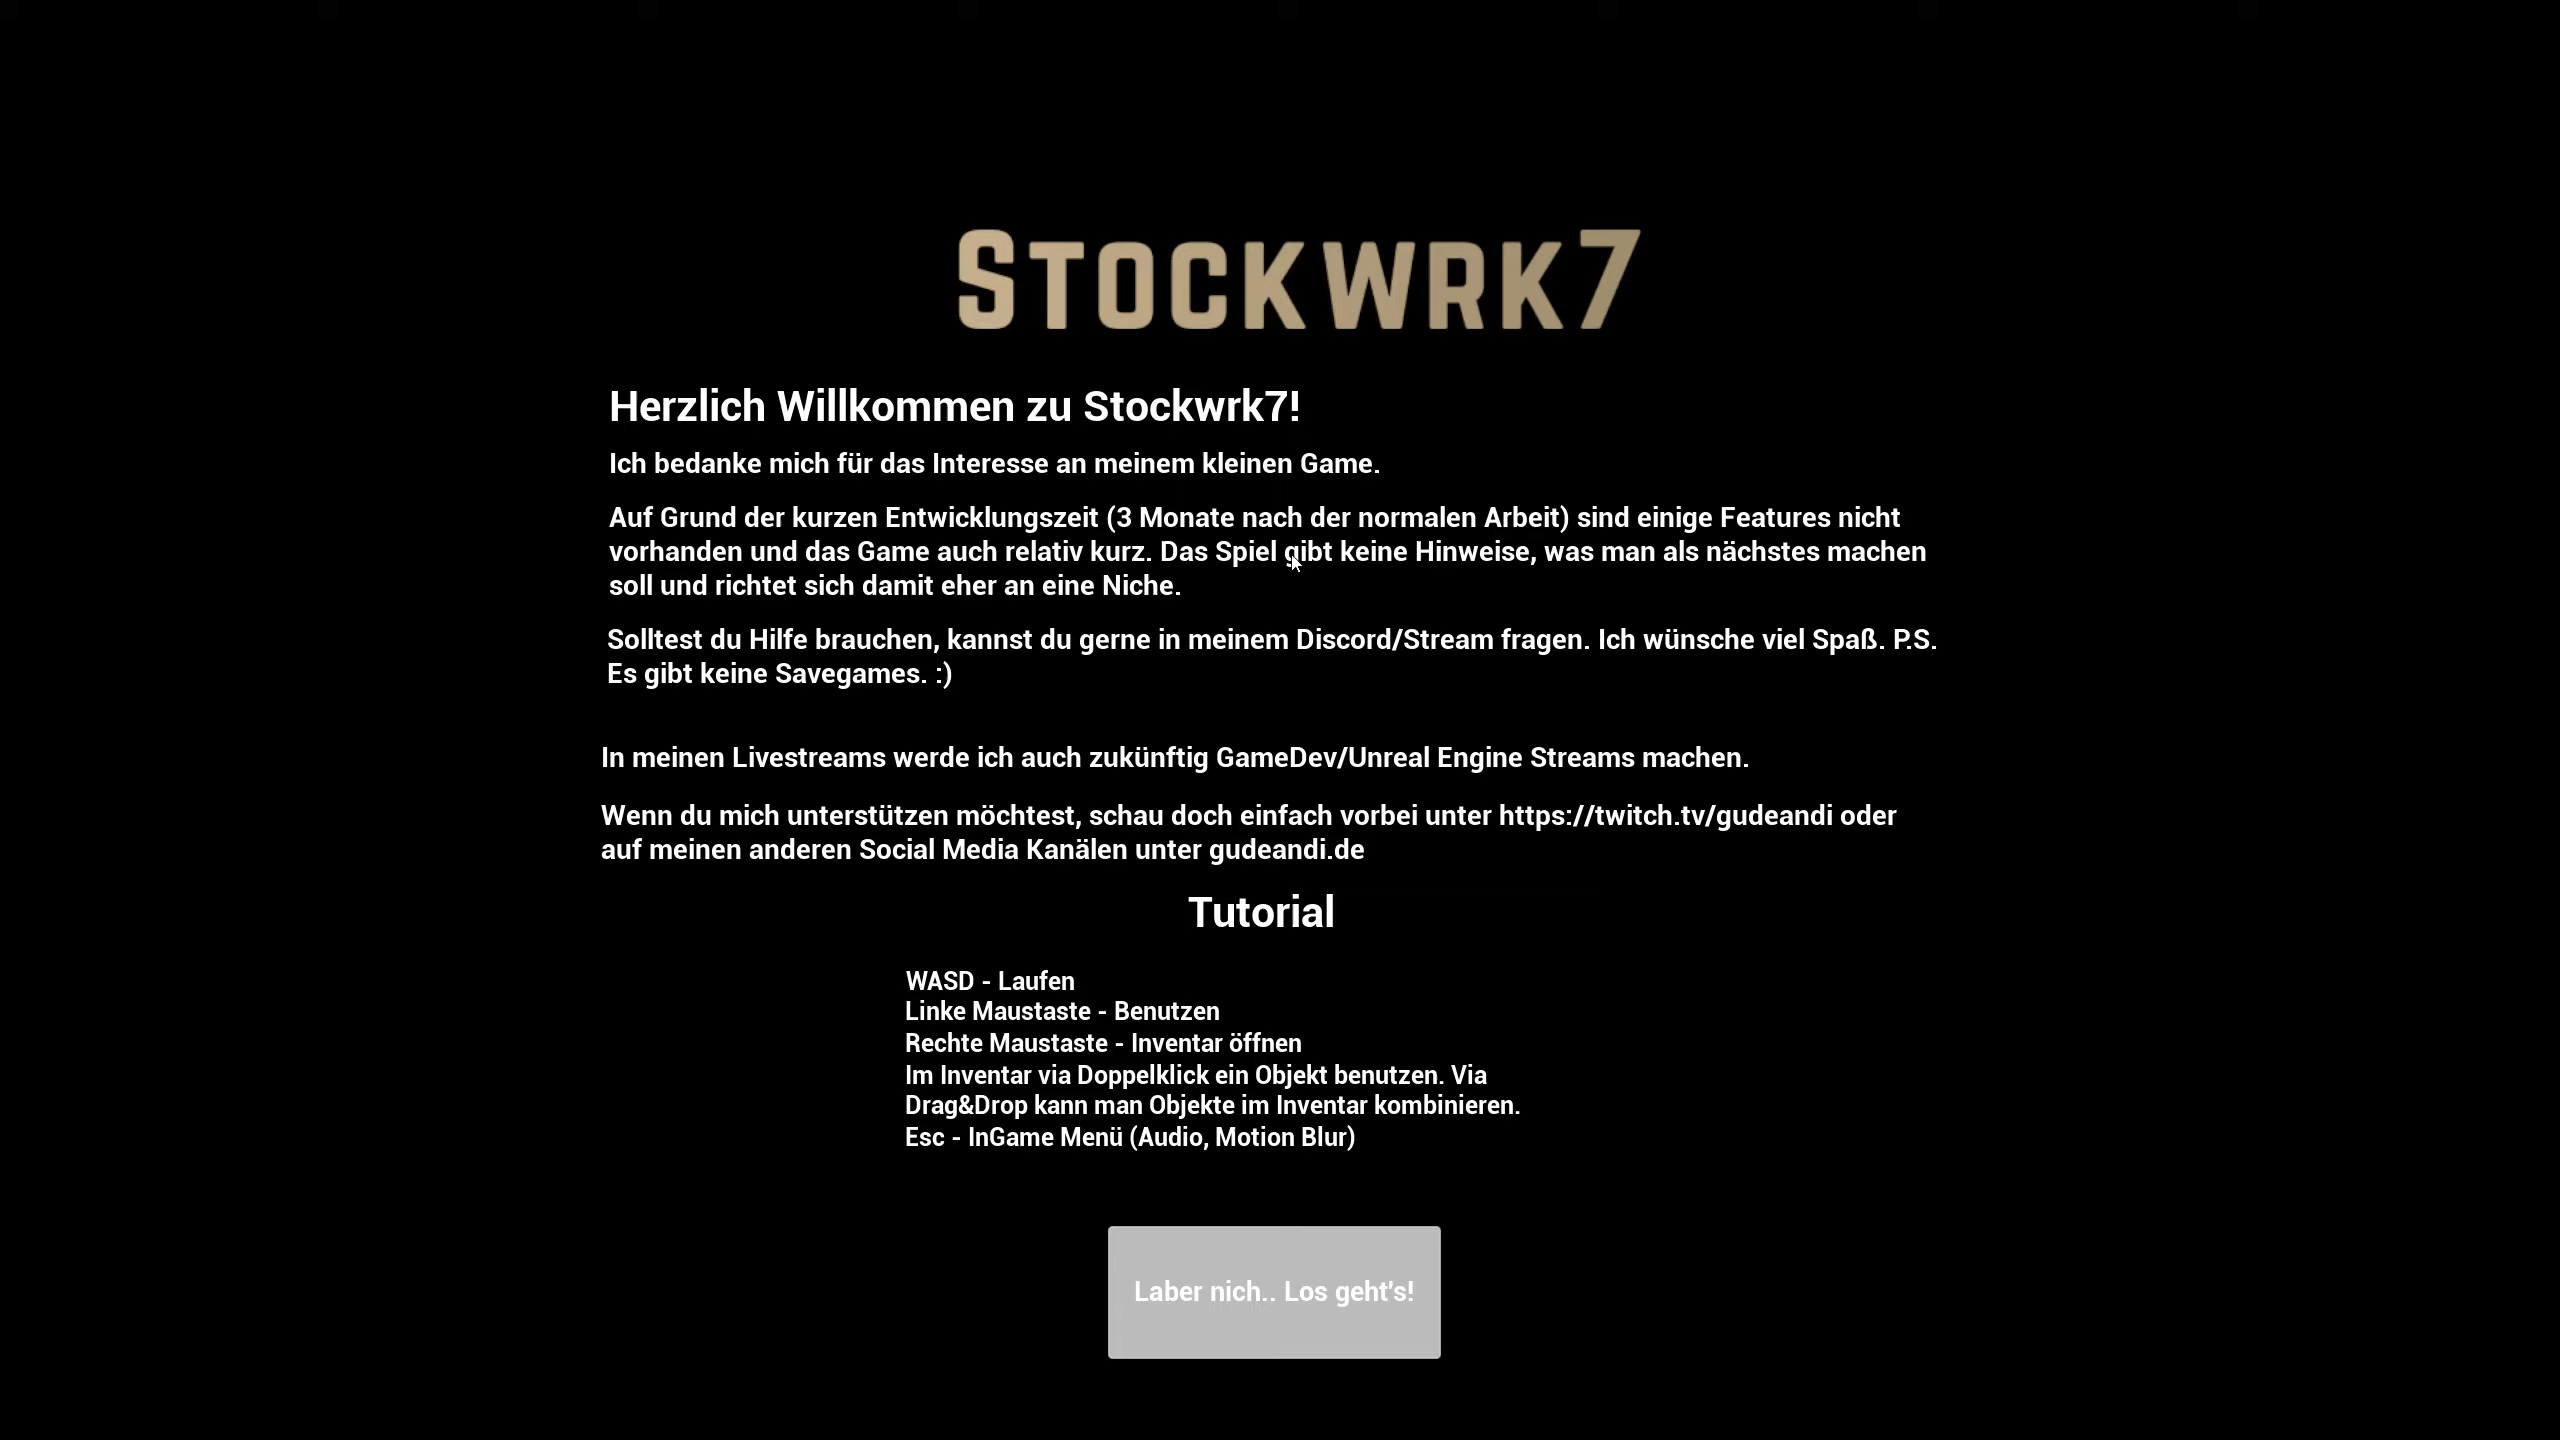 Stockwrk7
Herzlich Willkommen zu Stockwrk7!
Ich bedanke mich für das Interesse an meinem kleinen Game.
Auf Grund der kurzen Entwicklungszeit (3 Monate nach der normalen Arbeit) sind einige Features nicht
vorhanden und das Game auch relativ kurz. Das Spiel gibt keine Hinweise, was man als nächstes machen
soll und richtet sich damit eher an eine Niche.
Solltest du Hilfe brauchen, kannst du gerne in meinem Discord/Stream fragen. Ich wünsche viel Spaß. P.S.
Es gibt keine Savegames. :)
In meinen Livestreams werde ich auch zukünftig GameDev/Unreal Engine Streams machen.
Wenn du mich unterstützen möchtest, schau doch einfach vorbei unter https://twitch.tv/gudeandi oder
auf meinen anderen Social Media Kanälen unter gudeandi.de
Tutorial
WASD - Laufen
Linke Maustaste - Benutzen
Rechte Maustaste - Inventar öffnen
Im Inventar via Doppelklick ein Objekt benutzen. Via
Drag&Drop kann man Objekte im Inventar kombinieren.
Esc - InGame Menü (Audio, Motion Blur)
Laber nich.. Los geht's!